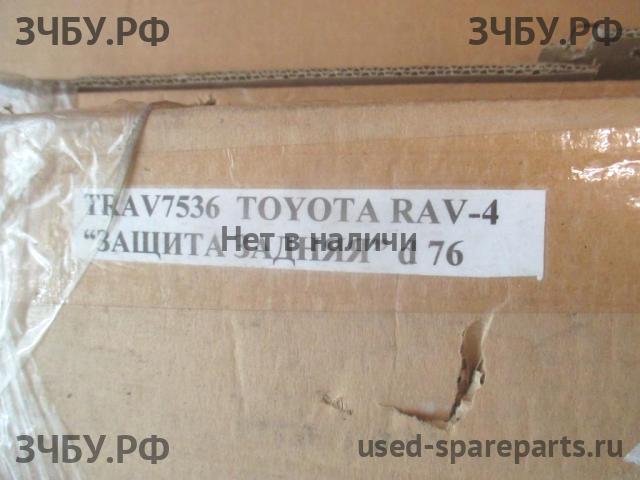 ЗЧБУ.РФ ЗЧБУ.РФ
TRAV7536 TOYOTA RAV-4
“ЗАЩИТА ЗАДНЯЯ” d 76
Нет в наличи
ЗЧБУ.РФ used-spareparts.ru